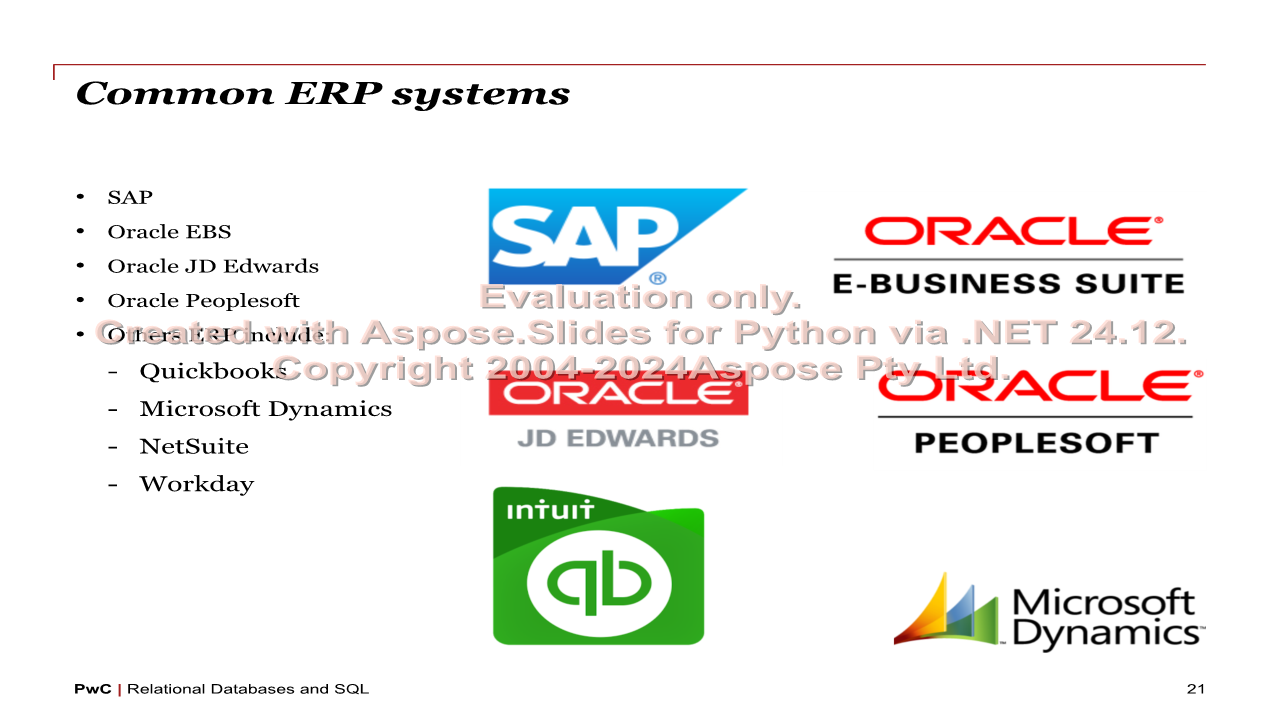 Common ERP systems
• SAP
• Oracle EBS
• Oracle JD Edwards
• Oracle Peoplesoft
• Others ERP include:
- Quickbooks
- Microsoft Dynamics
- NetSuite
- Workday
SAP®
ORACLE®
E-BUSINESS SUITE
Evaluation only.
Created with Aspose.Slides for Python via .NET 24.12.
Copyright 2004-2024Aspose Pty Ltd.
ORACLE®
JD EDWARDS
ORACLE®
PEOPLESOFT
intuit
qb
Microsoft
Dynamics™
PwC | Relational Databases and SQL
21